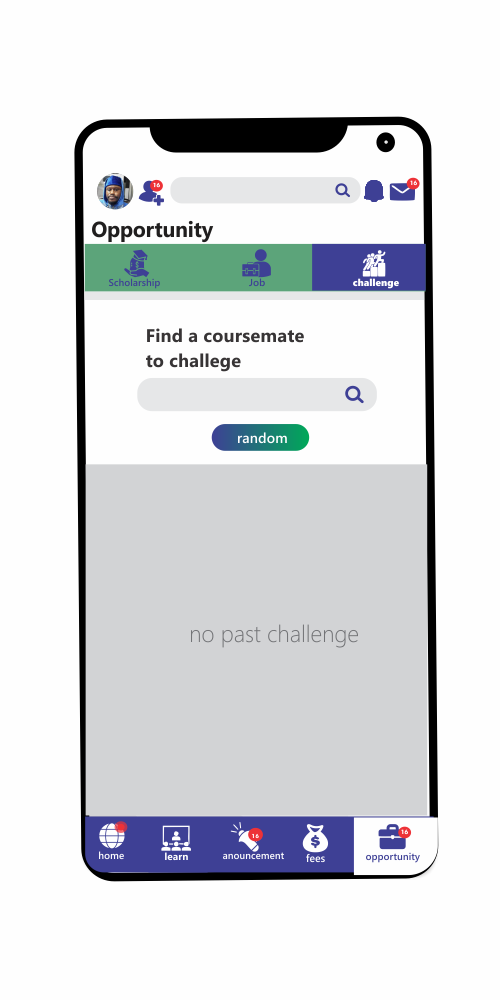 16
16
Opportunity
Scholarship
Job
challenge
Find a coursemate
to challege
random
no past challenge
16
16
home
learn
anouncement
fees
opportunity